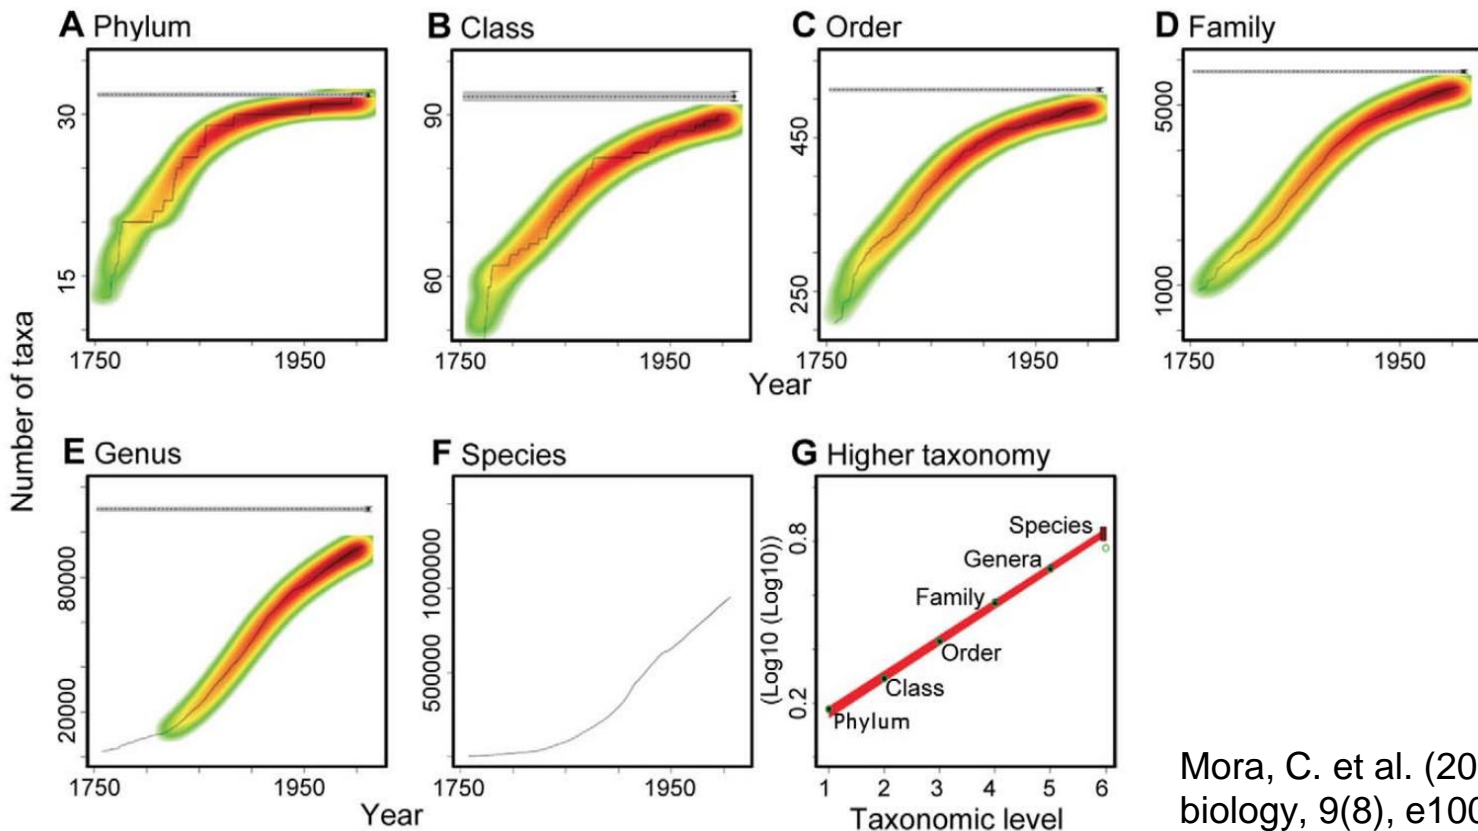 A Phylum
B Class
C Order
D Family
Number of taxa
30
15
1750
1950
90
60
1750
1950
450
250
1750
1950
5000
1000
1750
1950
Year
E Genus
F Species
G Higher taxonomy
80000
20000
1750
1950
Year
1000000
500000
0
1750
1950
(Log10 (Log10))
0.8
0.2
Species
Genera
Family
Order
Class
Phylum
1 2 3 4 5 6
Taxonomic level
Mora, C. et al. (20
biology, 9(8), e100